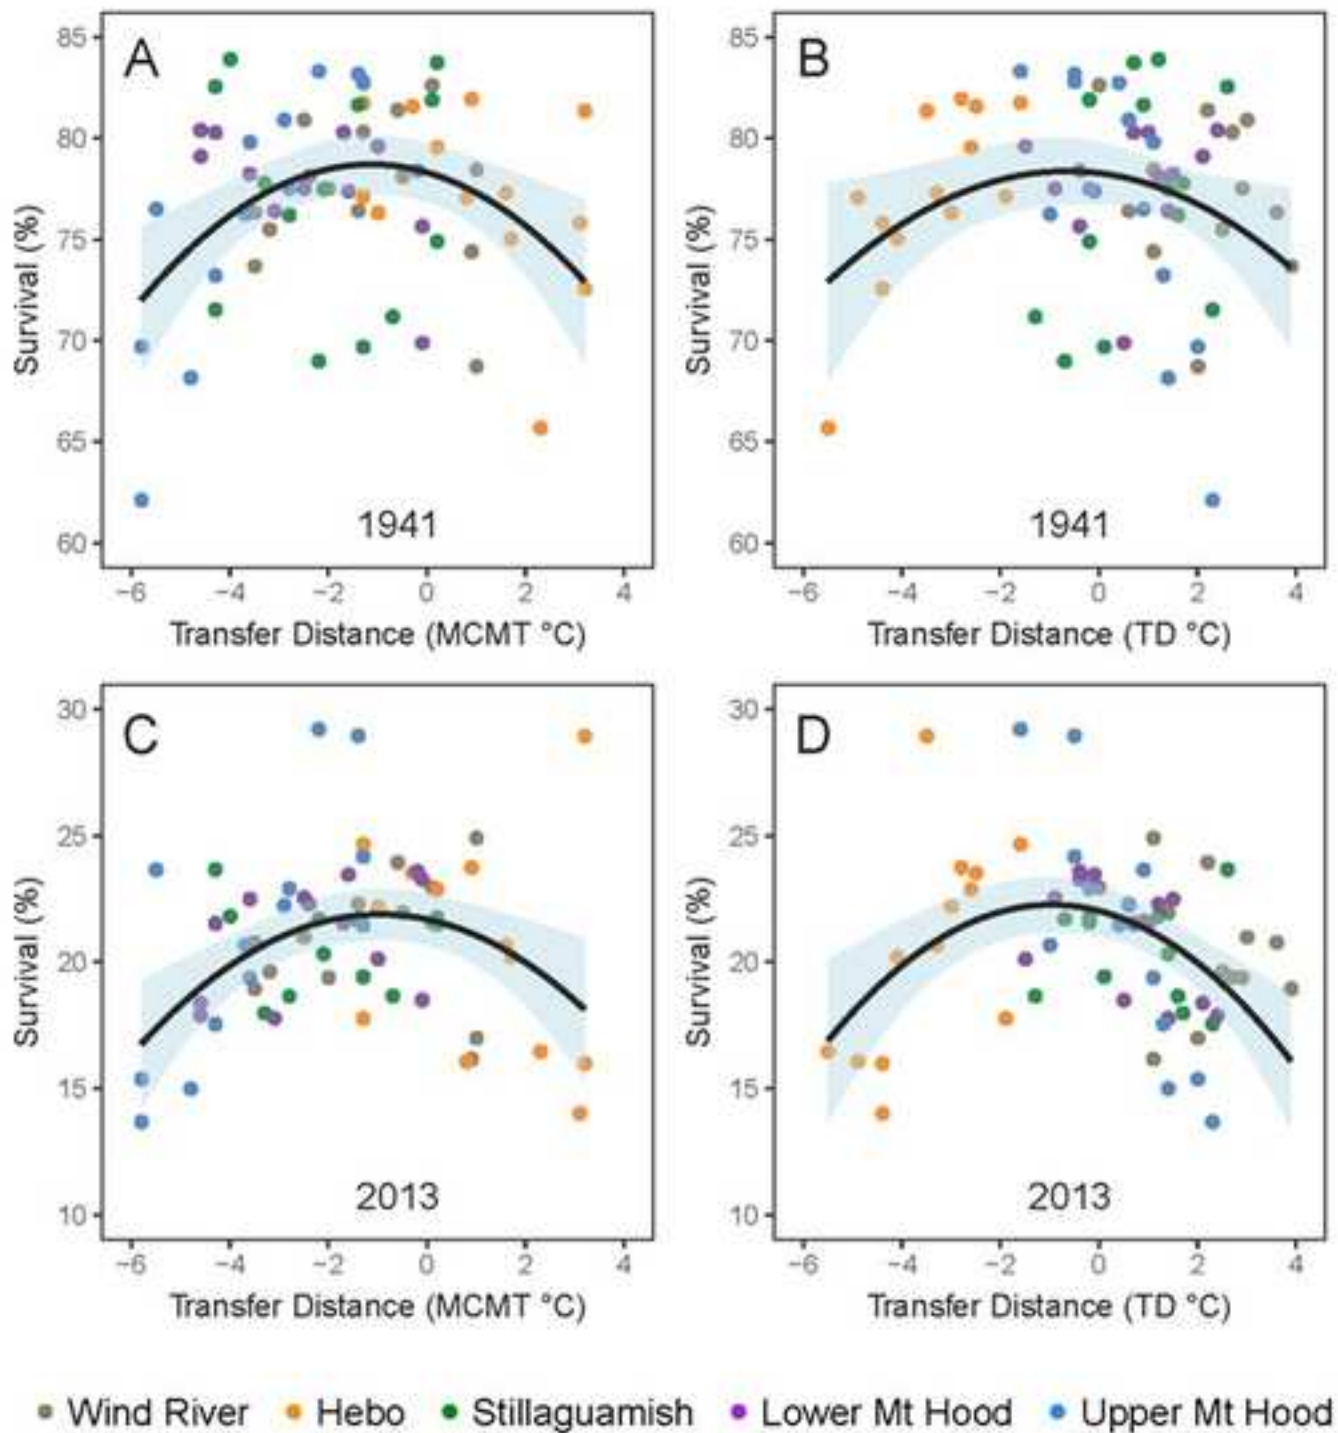 A
B
85
80
75
70
65
60
Survival (%)
1941
−6 −4 −2 0 2 4
Transfer Distance (MCMT °C)
85
80
75
70
65
60
Survival (%)
1941
−6 −4 −2 0 2 4
Transfer Distance (TD °C)
C
D
30
25
20
15
10
Survival (%)
2013
−6 −4 −2 0 2 4
Transfer Distance (MCMT °C)
30
25
20
15
10
Survival (%)
2013
−6 −4 −2 0 2 4
Transfer Distance (TD °C)
Wind River Hebo Stillaguamish Lower Mt Hood Upper Mt Hood